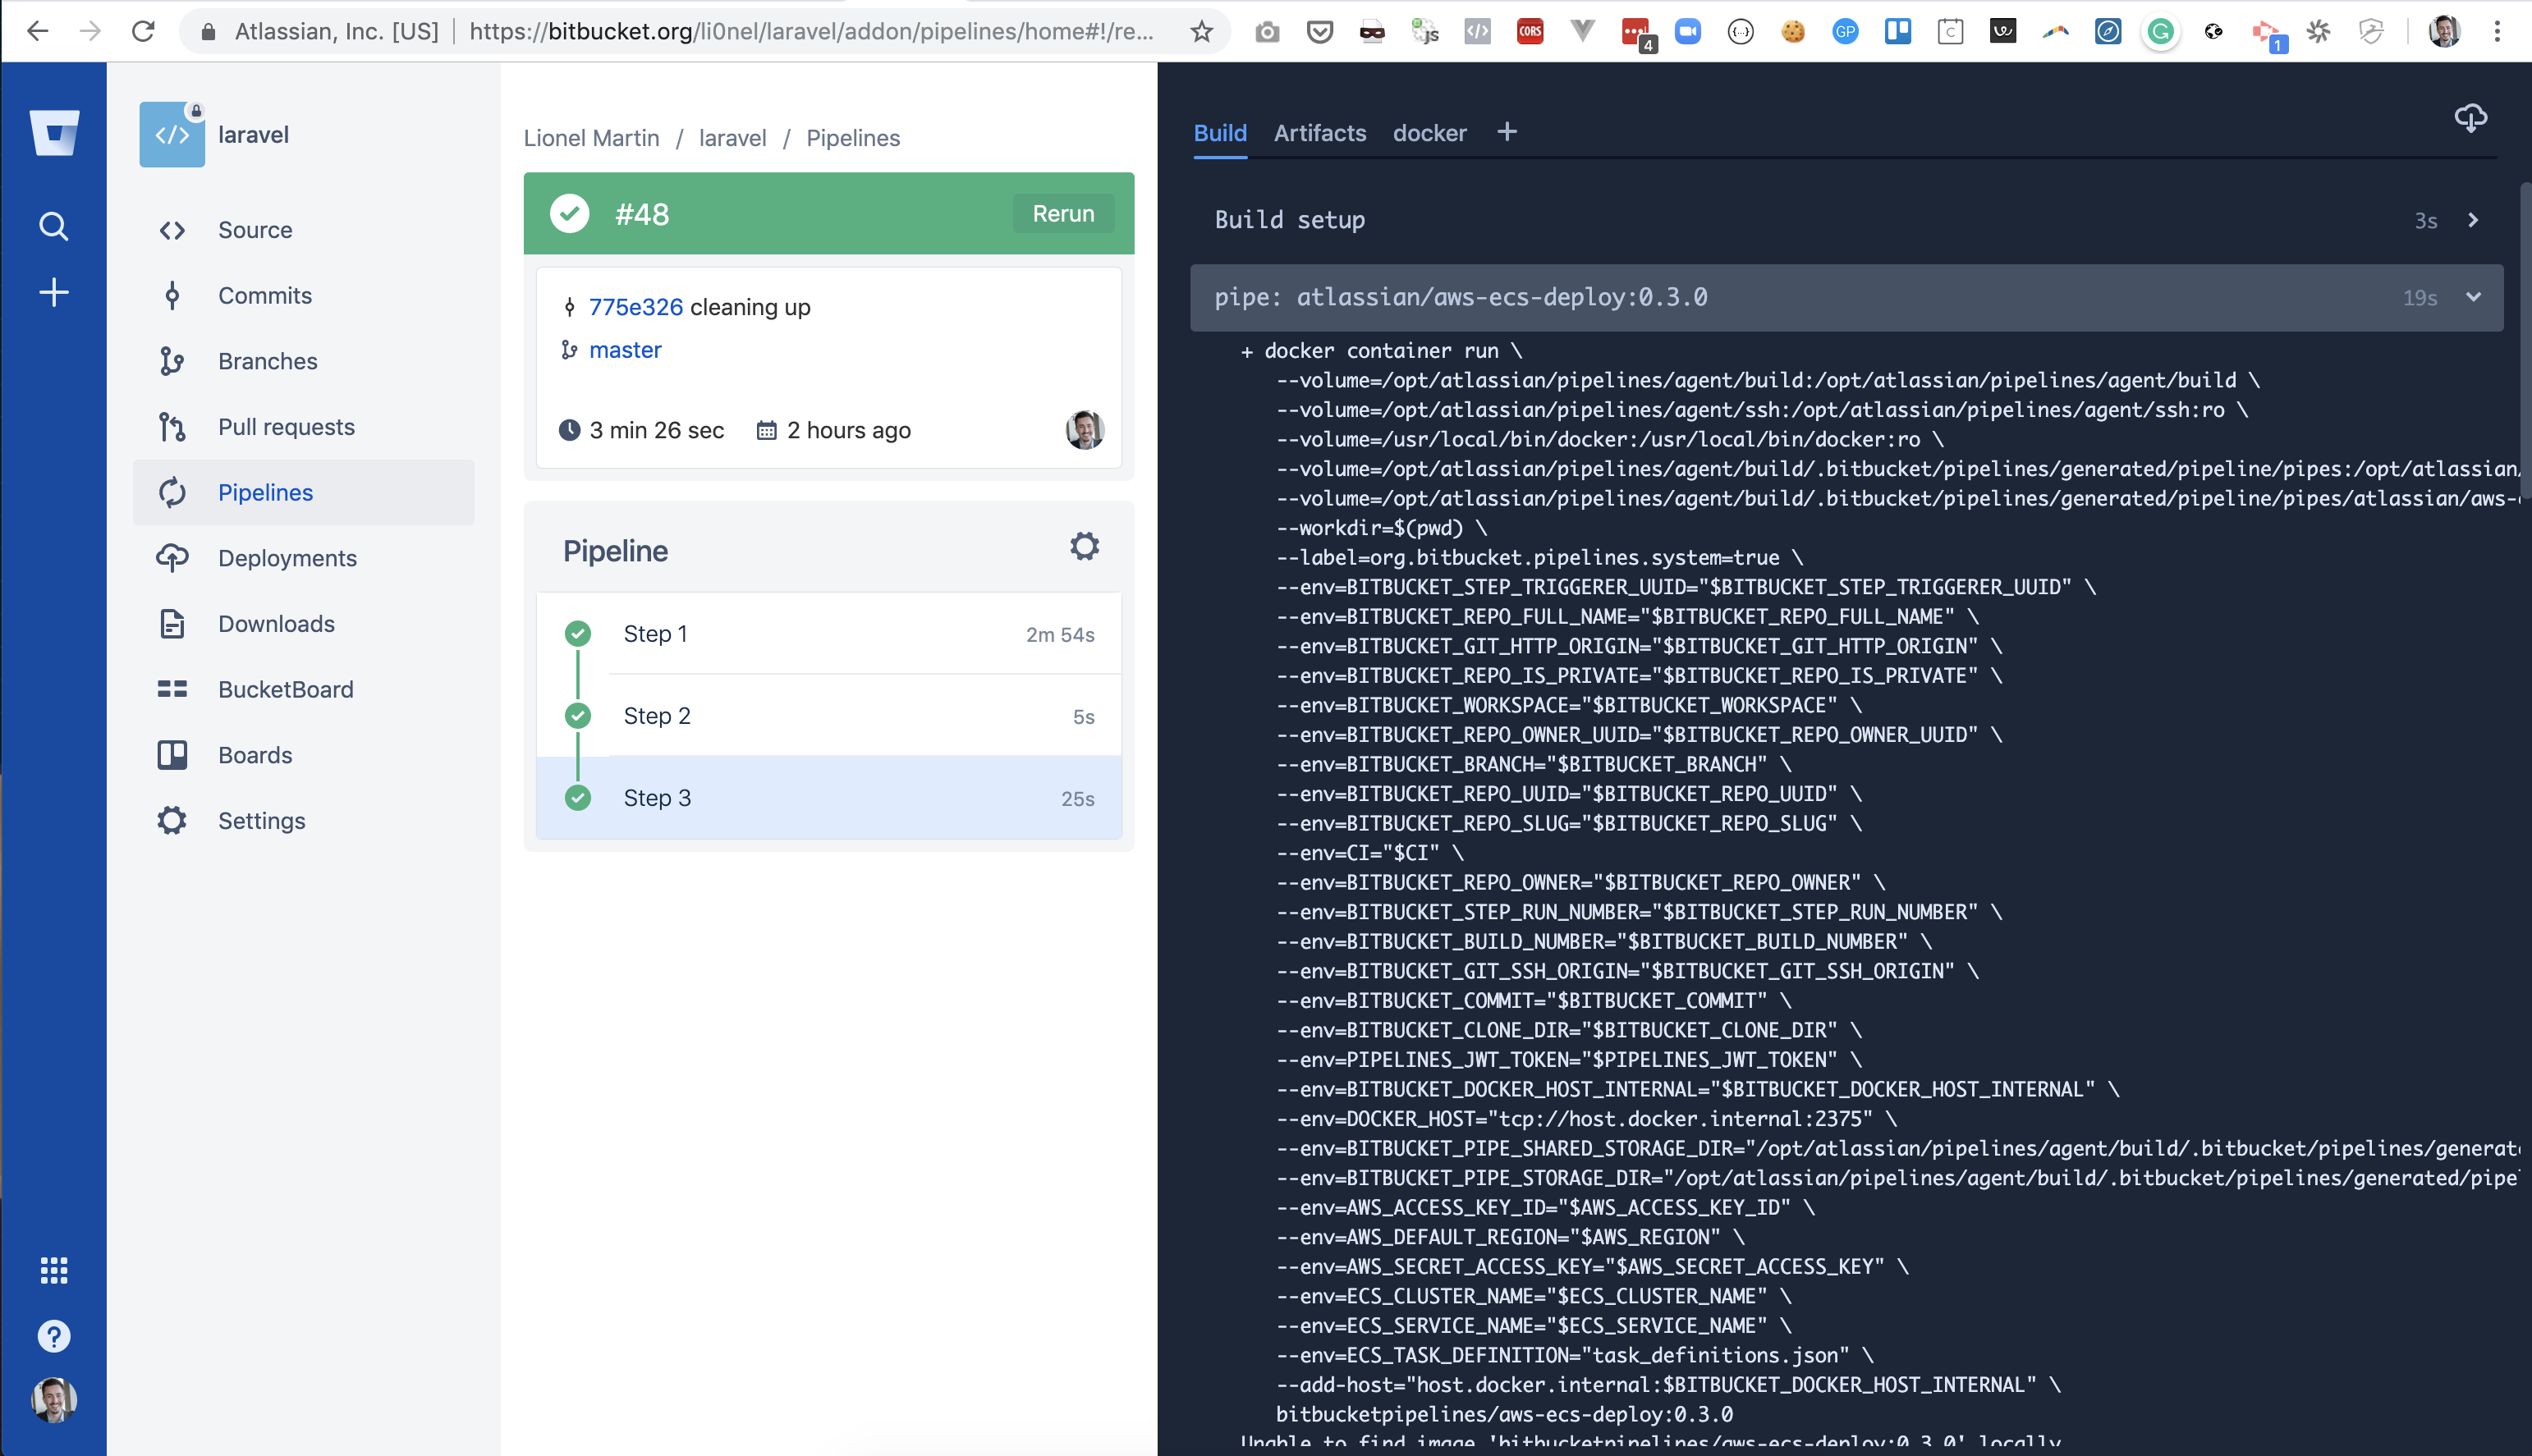 Atlassian, Inc. [US] | https://bitbucket.org/li0nel/laravel/addon/pipelines/home#!/re...
JS
CORS
4
GP
C
1
laravel
Source
Commits
Branches
Pull requests
Pipelines
Deployments
Downloads
BucketBoard
Boards
Settings
Lionel Martin / laravel / Pipelines
#48
Rerun
775e326 cleaning up
master
3 min 26 sec 2 hours ago
Pipeline
Step 1 2m 54s
Step 2 5s
Step 3 25s
Build Artifacts docker +
Build setup 3s
pipe: atlassian/aws-ecs-deploy:0.3.0 19s
+ docker container run \
--volume=/opt/atlassian/pipelines/agent/build:/opt/atlassian/pipelines/agent/build \
--volume=/opt/atlassian/pipelines/agent/ssh:/opt/atlassian/pipelines/agent/ssh:ro \
--volume=/usr/local/bin/docker:/usr/local/bin/docker:ro \
--volume=/opt/atlassian/pipelines/agent/build/.bitbucket/pipelines/generated/pipeline/pipes:/opt/atlassian/
--volume=/opt/atlassian/pipelines/agent/build/.bitbucket/pipelines/generated/pipeline/pipes/atlassian/aws-
--workdir=$(pwd) \
--label=org.bitbucket.pipelines.system=true \
--env=BITBUCKET_STEP_TRIGGERER_UUID="$BITBUCKET_STEP_TRIGGERER_UUID" \
--env=BITBUCKET_REPO_FULL_NAME="$BITBUCKET_REPO_FULL_NAME" \
--env=BITBUCKET_GIT_HTTP_ORIGIN="$BITBUCKET_GIT_HTTP_ORIGIN" \
--env=BITBUCKET_REPO_IS_PRIVATE="$BITBUCKET_REPO_IS_PRIVATE" \
--env=BITBUCKET_WORKSPACE="$BITBUCKET_WORKSPACE" \
--env=BITBUCKET_REPO_OWNER_UUID="$BITBUCKET_REPO_OWNER_UUID" \
--env=BITBUCKET_BRANCH="$BITBUCKET_BRANCH" \
--env=BITBUCKET_REPO_UUID="$BITBUCKET_REPO_UUID" \
--env=BITBUCKET_REPO_SLUG="$BITBUCKET_REPO_SLUG" \
--env=CI="$CI" \
--env=BITBUCKET_REPO_OWNER="$BITBUCKET_REPO_OWNER" \
--env=BITBUCKET_STEP_RUN_NUMBER="$BITBUCKET_STEP_RUN_NUMBER" \
--env=BITBUCKET_BUILD_NUMBER="$BITBUCKET_BUILD_NUMBER" \
--env=BITBUCKET_GIT_SSH_ORIGIN="$BITBUCKET_GIT_SSH_ORIGIN" \
--env=BITBUCKET_COMMIT="$BITBUCKET_COMMIT" \
--env=BITBUCKET_CLONE_DIR="$BITBUCKET_CLONE_DIR" \
--env=PIPELINES_JWT_TOKEN="$PIPELINES_JWT_TOKEN" \
--env=BITBUCKET_DOCKER_HOST_INTERNAL="$BITBUCKET_DOCKER_HOST_INTERNAL" \
--env=DOCKER_HOST="tcp://host.docker.internal:2375" \
--env=BITBUCKET_PIPE_SHARED_STORAGE_DIR="/opt/atlassian/pipelines/agent/build/.bitbucket/pipelines/generat
--env=BITBUCKET_PIPE_STORAGE_DIR="/opt/atlassian/pipelines/agent/build/.bitbucket/pipelines/generated/pipe
--env=AWS_ACCESS_KEY_ID="$AWS_ACCESS_KEY_ID" \
--env=AWS_DEFAULT_REGION="$AWS_REGION" \
--env=AWS_SECRET_ACCESS_KEY="$AWS_SECRET_ACCESS_KEY" \
--env=ECS_CLUSTER_NAME="$ECS_CLUSTER_NAME" \
--env=ECS_SERVICE_NAME="$ECS_SERVICE_NAME" \
--env=ECS_TASK_DEFINITION="task_definitions.json" \
--add-host="host.docker.internal:$BITBUCKET_DOCKER_HOST_INTERNAL" \
bitbucketpipelines/aws-ecs-deploy:0.3.0
Unable to find image 'bitbucketpipelines/aws-ecs-deploy:0.3.0' locally